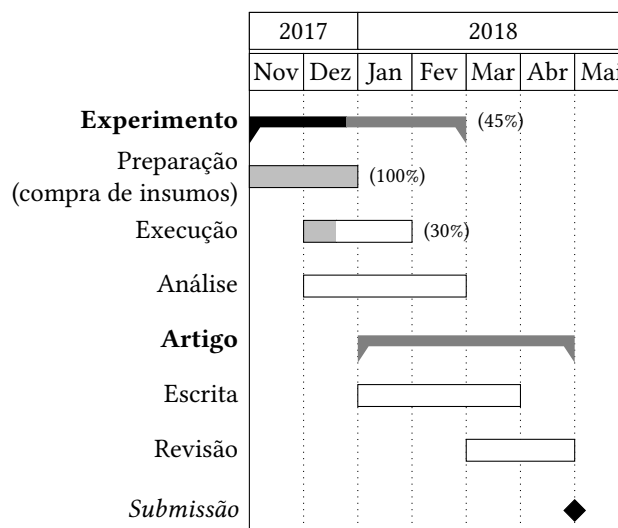 2017 2018
Nov Dez Jan Fev Mar Abr Mai
Experimento (45%)
Preparação
(compra de insumos) (100%)
Execução (30%)
Análise
Artigo
Escrita
Revisão
Submissão